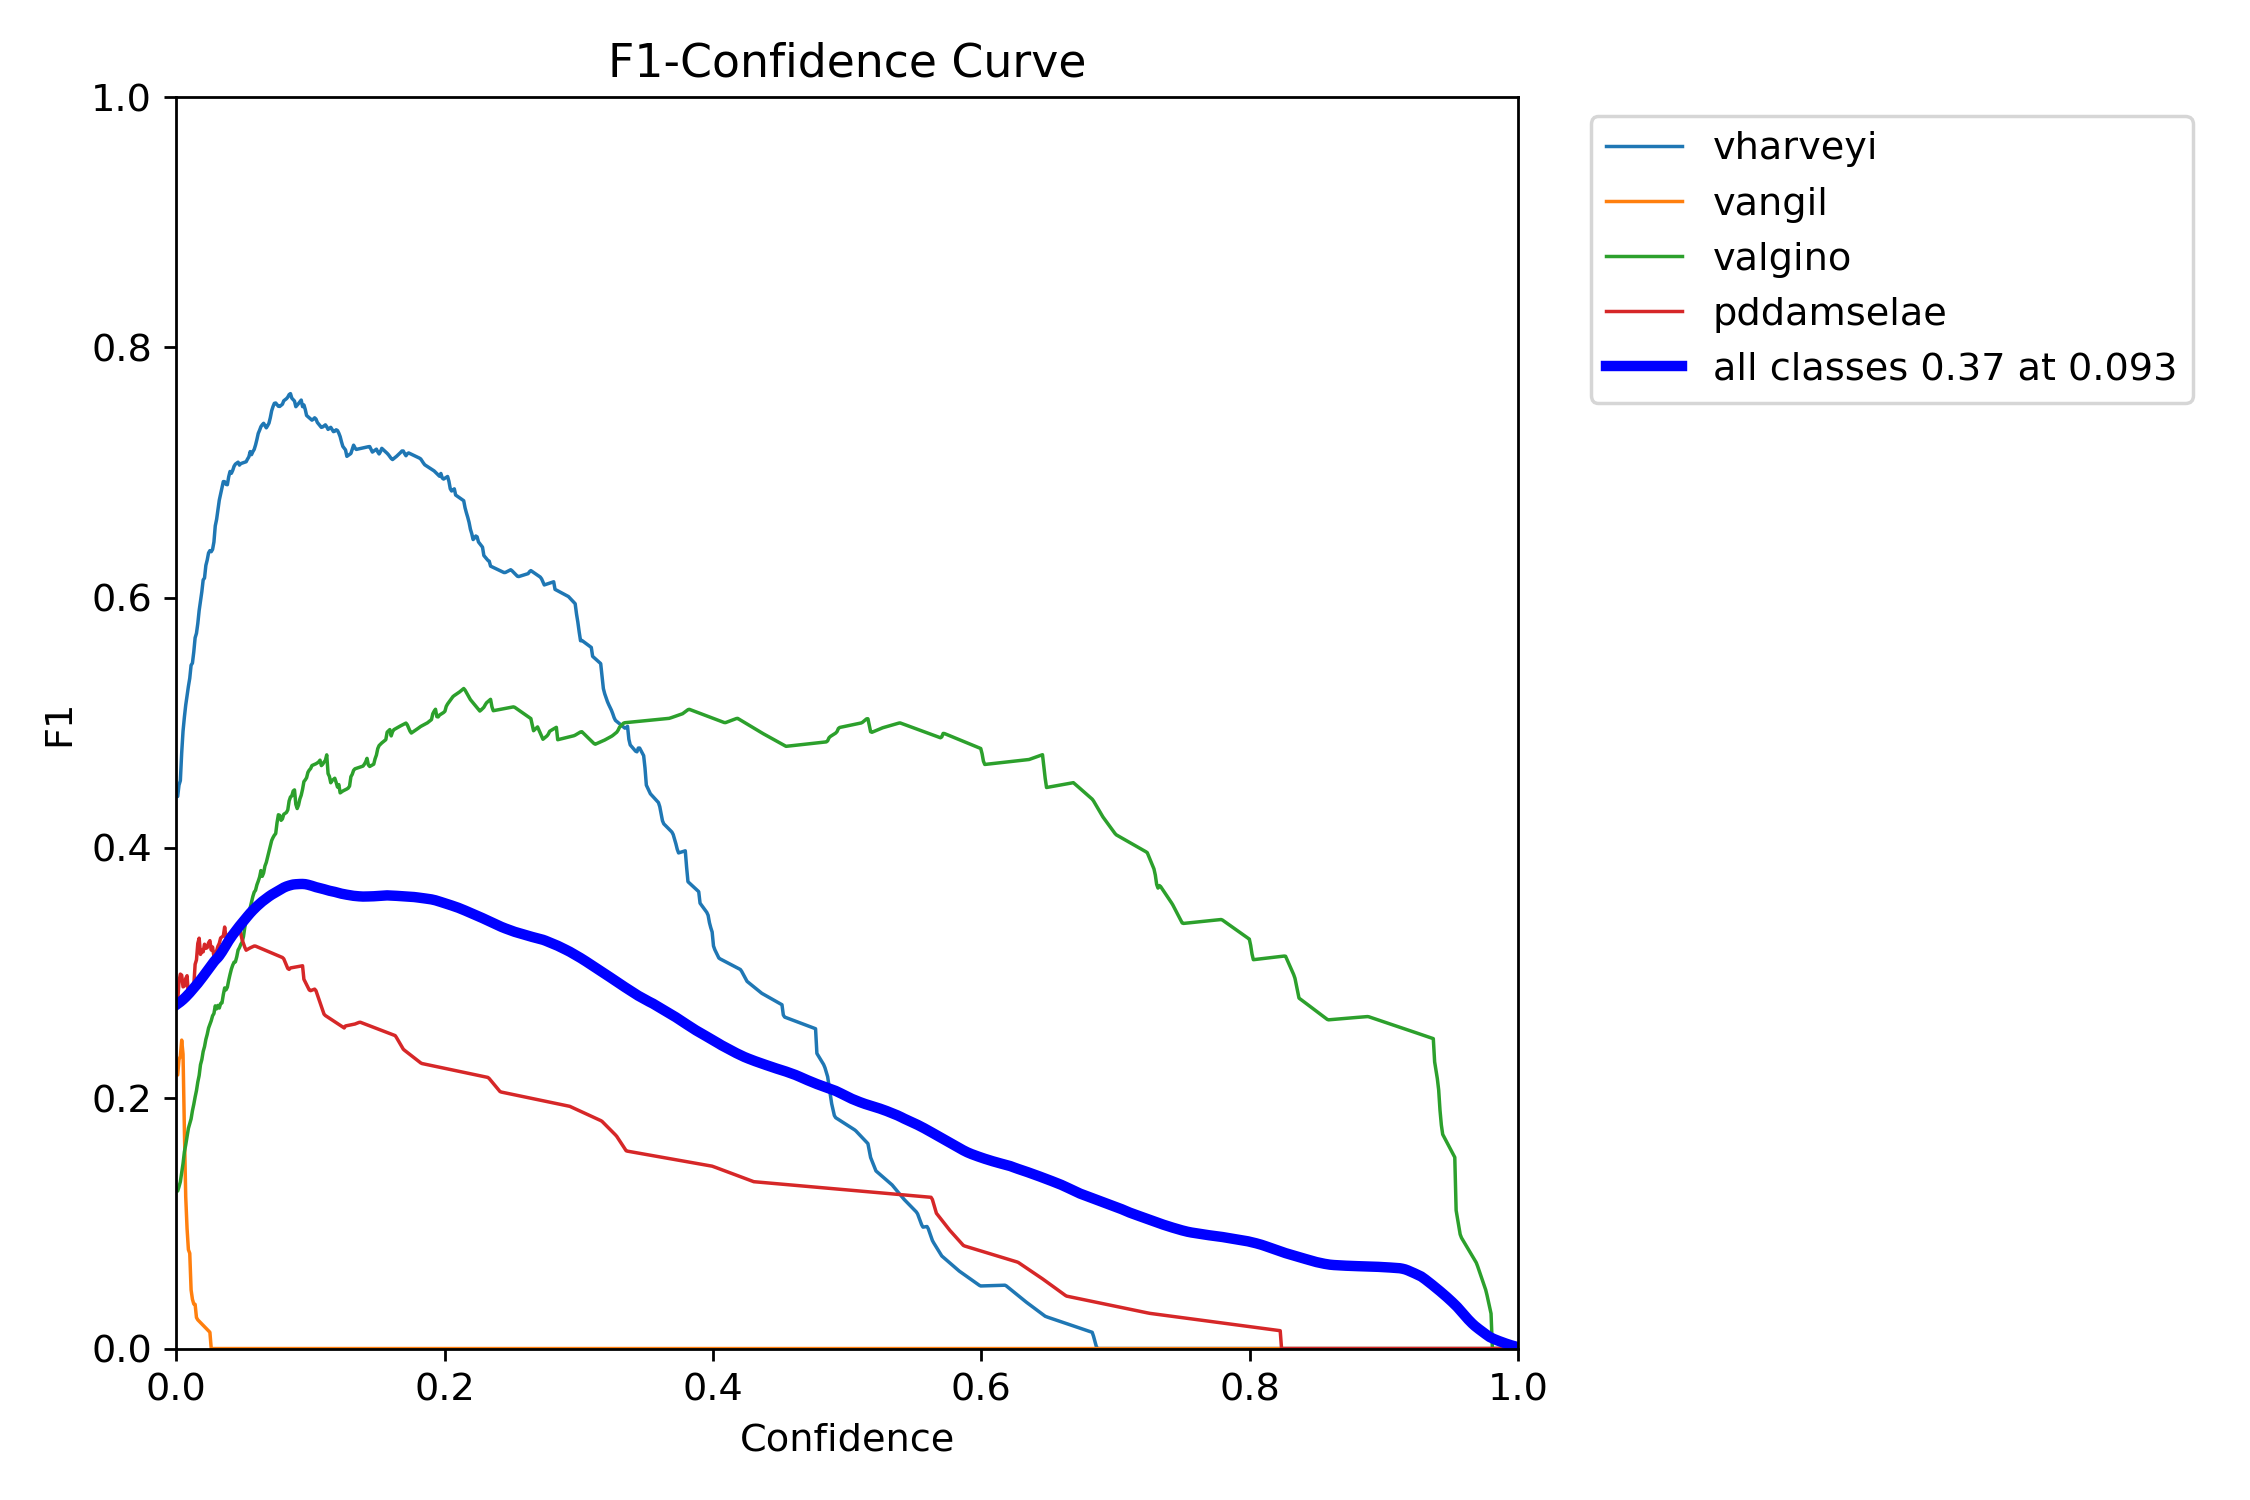 F1-Confidence Curve
1.0
0.8
0.6
0.4
0.2
0.0
F1
0.0 0.2 0.4 0.6 0.8 1.0
Confidence
vharveyi
vangil
valgino
pddamselae
all classes 0.37 at 0.093